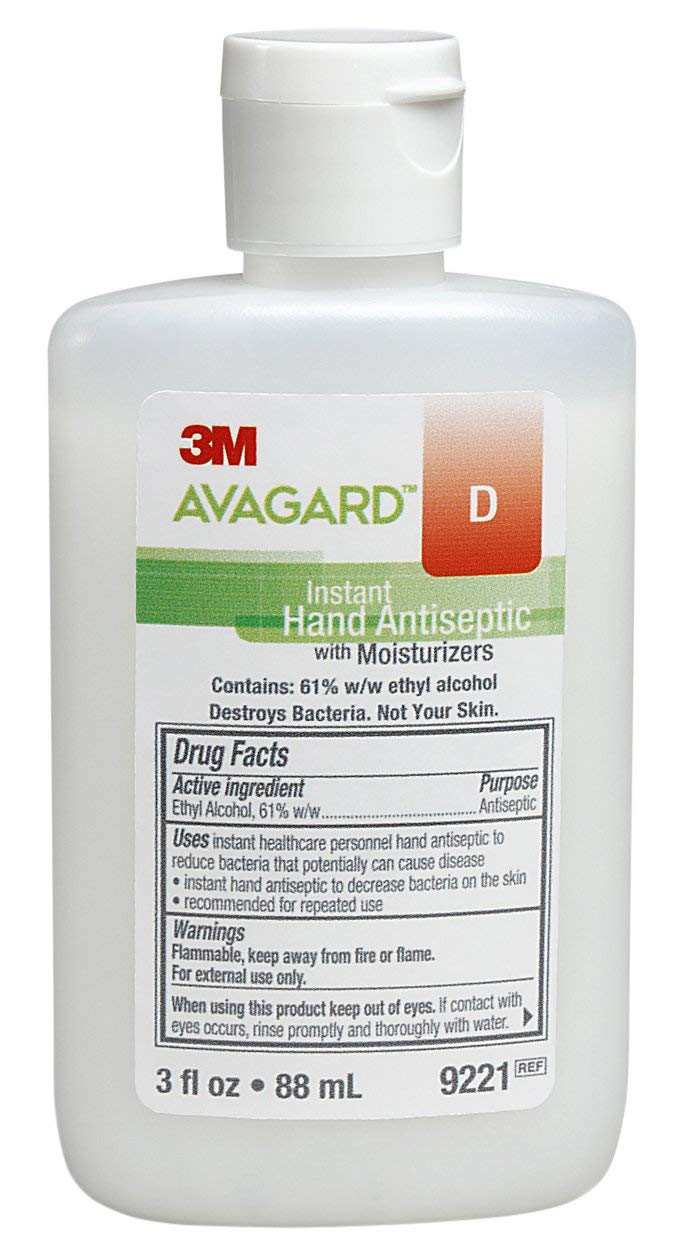 3M
AVAGARD™
D
Instant
Hand Antiseptic
with Moisturizers
Contains: 61% w/w ethyl alcohol
Destroys Bacteria. Not Your Skin.
Drug Facts
Active ingredient Purpose
Ethyl Alcohol, 61% w/w.......................................Antiseptic
Uses instant healthcare personnel hand antiseptic to
reduce bacteria that potentially can cause disease
• instant hand antiseptic to decrease bacteria on the skin
• recommended for repeated use
Warnings
Flammable, keep away from fire or flame.
For external use only.
When using this product keep out of eyes. If contact with
eyes occurs, rinse promptly and thoroughly with water.
3 fl oz • 88 mL 9221 REF